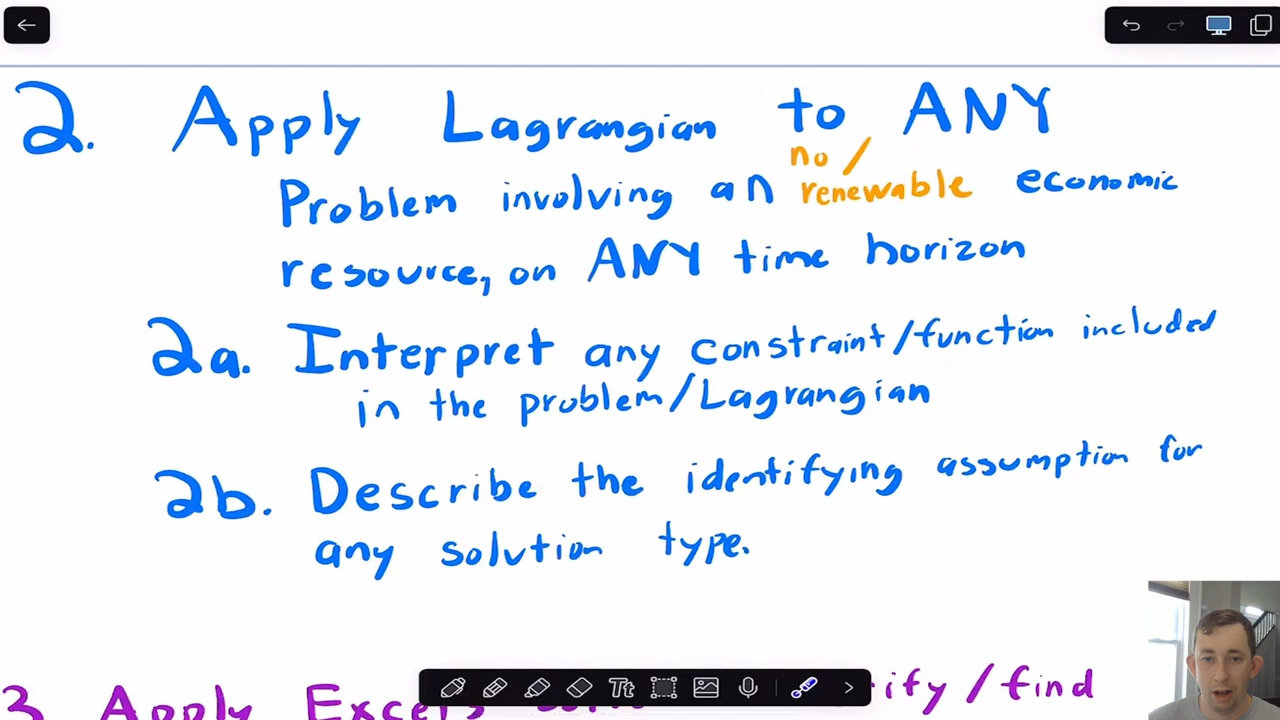 2. Apply Lagrangian to ANY
no/
Problem involving an renewable economic
resource, on ANY time horizon
2a. Interpret any constraint/function included
in the problem/Lagrangian
2b. Describe the identifying assumption for
any solution type.
Tt
3 Apply Excel ify/find